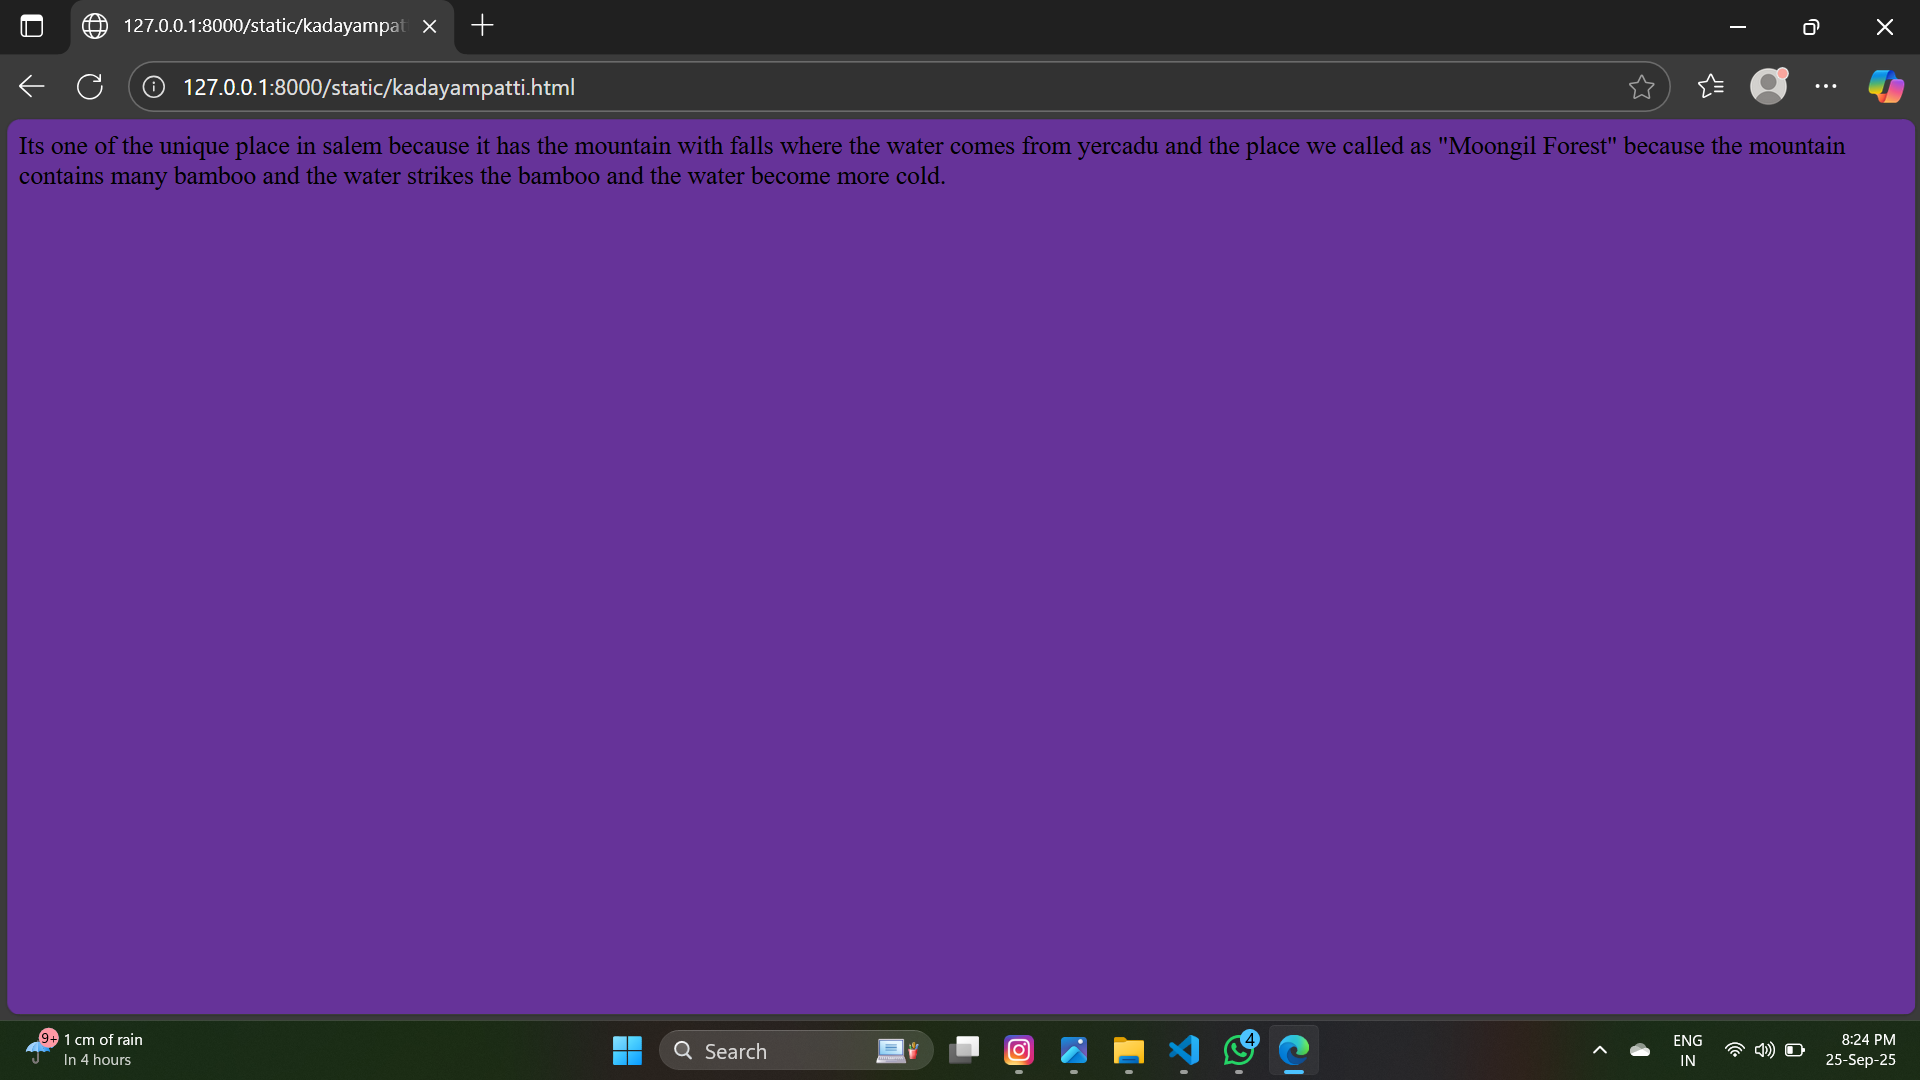 127.0.0.1:8000/static/kadayampat
127.0.0.1:8000/static/kadayampatti.html
Its one of the unique place in salem because it has the mountain with falls where the water comes from yercadu and the place we called as "Moongil Forest" because the mountain
contains many bamboo and the water strikes the bamboo and the water become more cold.
9+
1 cm of rain
In 4 hours
Search
4
ENG
IN
8:24 PM
25-Sep-25